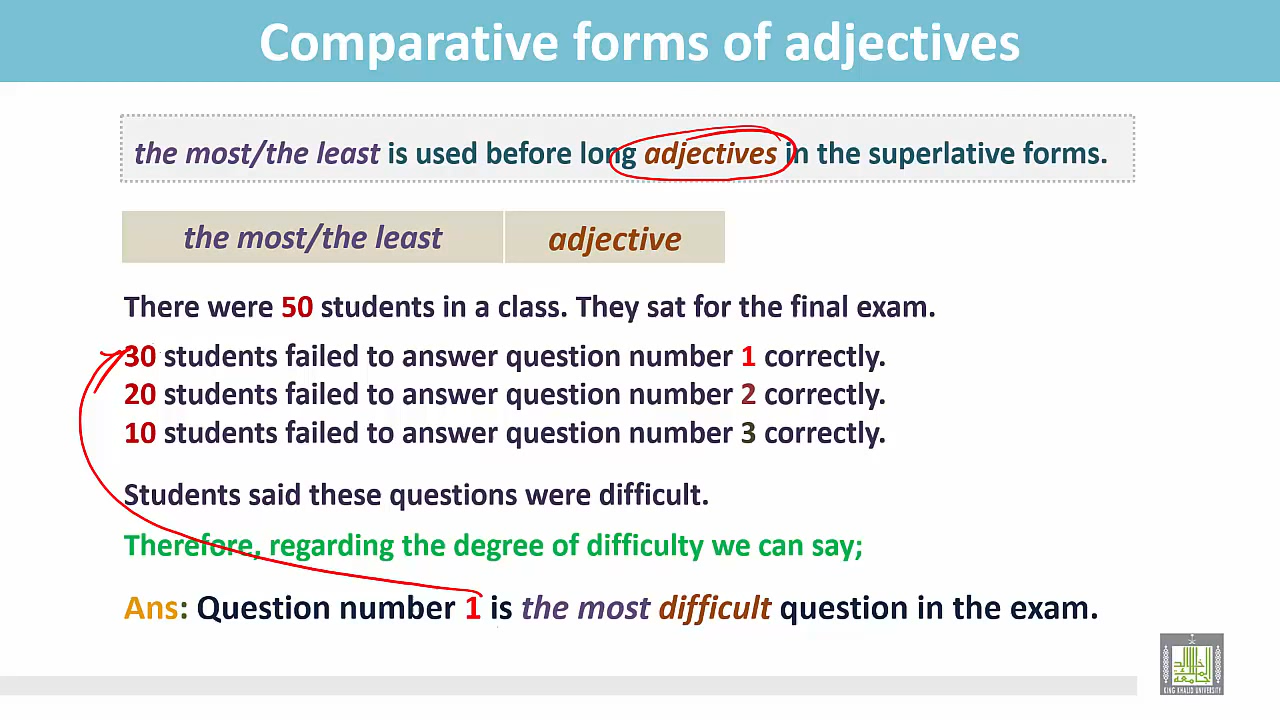 Comparative forms of adjectives
the most/the least is used before long adjectives in the superlative forms.
the most/the least adjective
There were 50 students in a class. They sat for the final exam.
30 students failed to answer question number 1 correctly.
20 students failed to answer question number 2 correctly.
10 students failed to answer question number 3 correctly.
Students said these questions were difficult.
Therefore, regarding the degree of difficulty we can say;
Ans: Question number 1 is the most difficult question in the exam.
KING KHALID UNIVERSITY